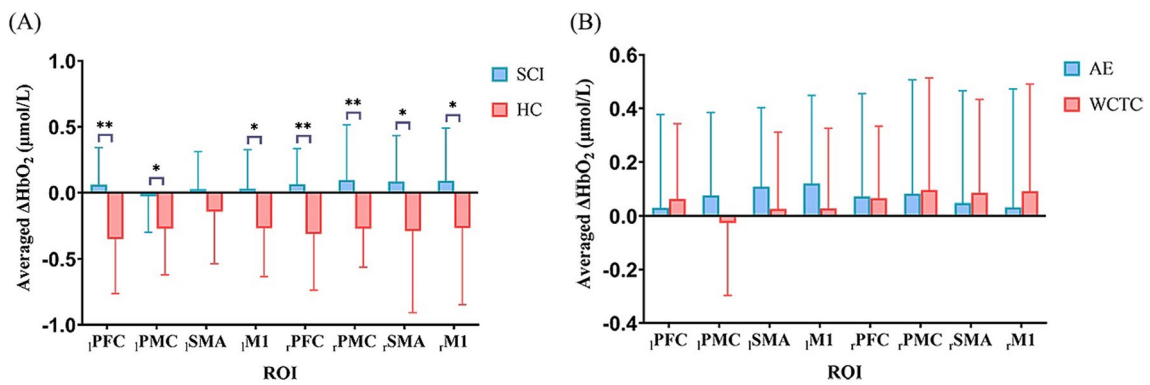 (A)
Averaged ΔHbO₂ (μmol/L)
1.0
0.5
0.0
-0.5
-1.0
** * * ** ** * *
SCI
HC
lPFC lPMC lSMA lM1 rPFC rPMC rSMA rM1
ROI
(B)
Averaged ΔHbO₂ (μmol/L)
0.6
0.4
0.2
0.0
-0.2
-0.4
AE
WCTC
lPFC lPMC lSMA lM1 rPFC rPMC rSMA rM1
ROI